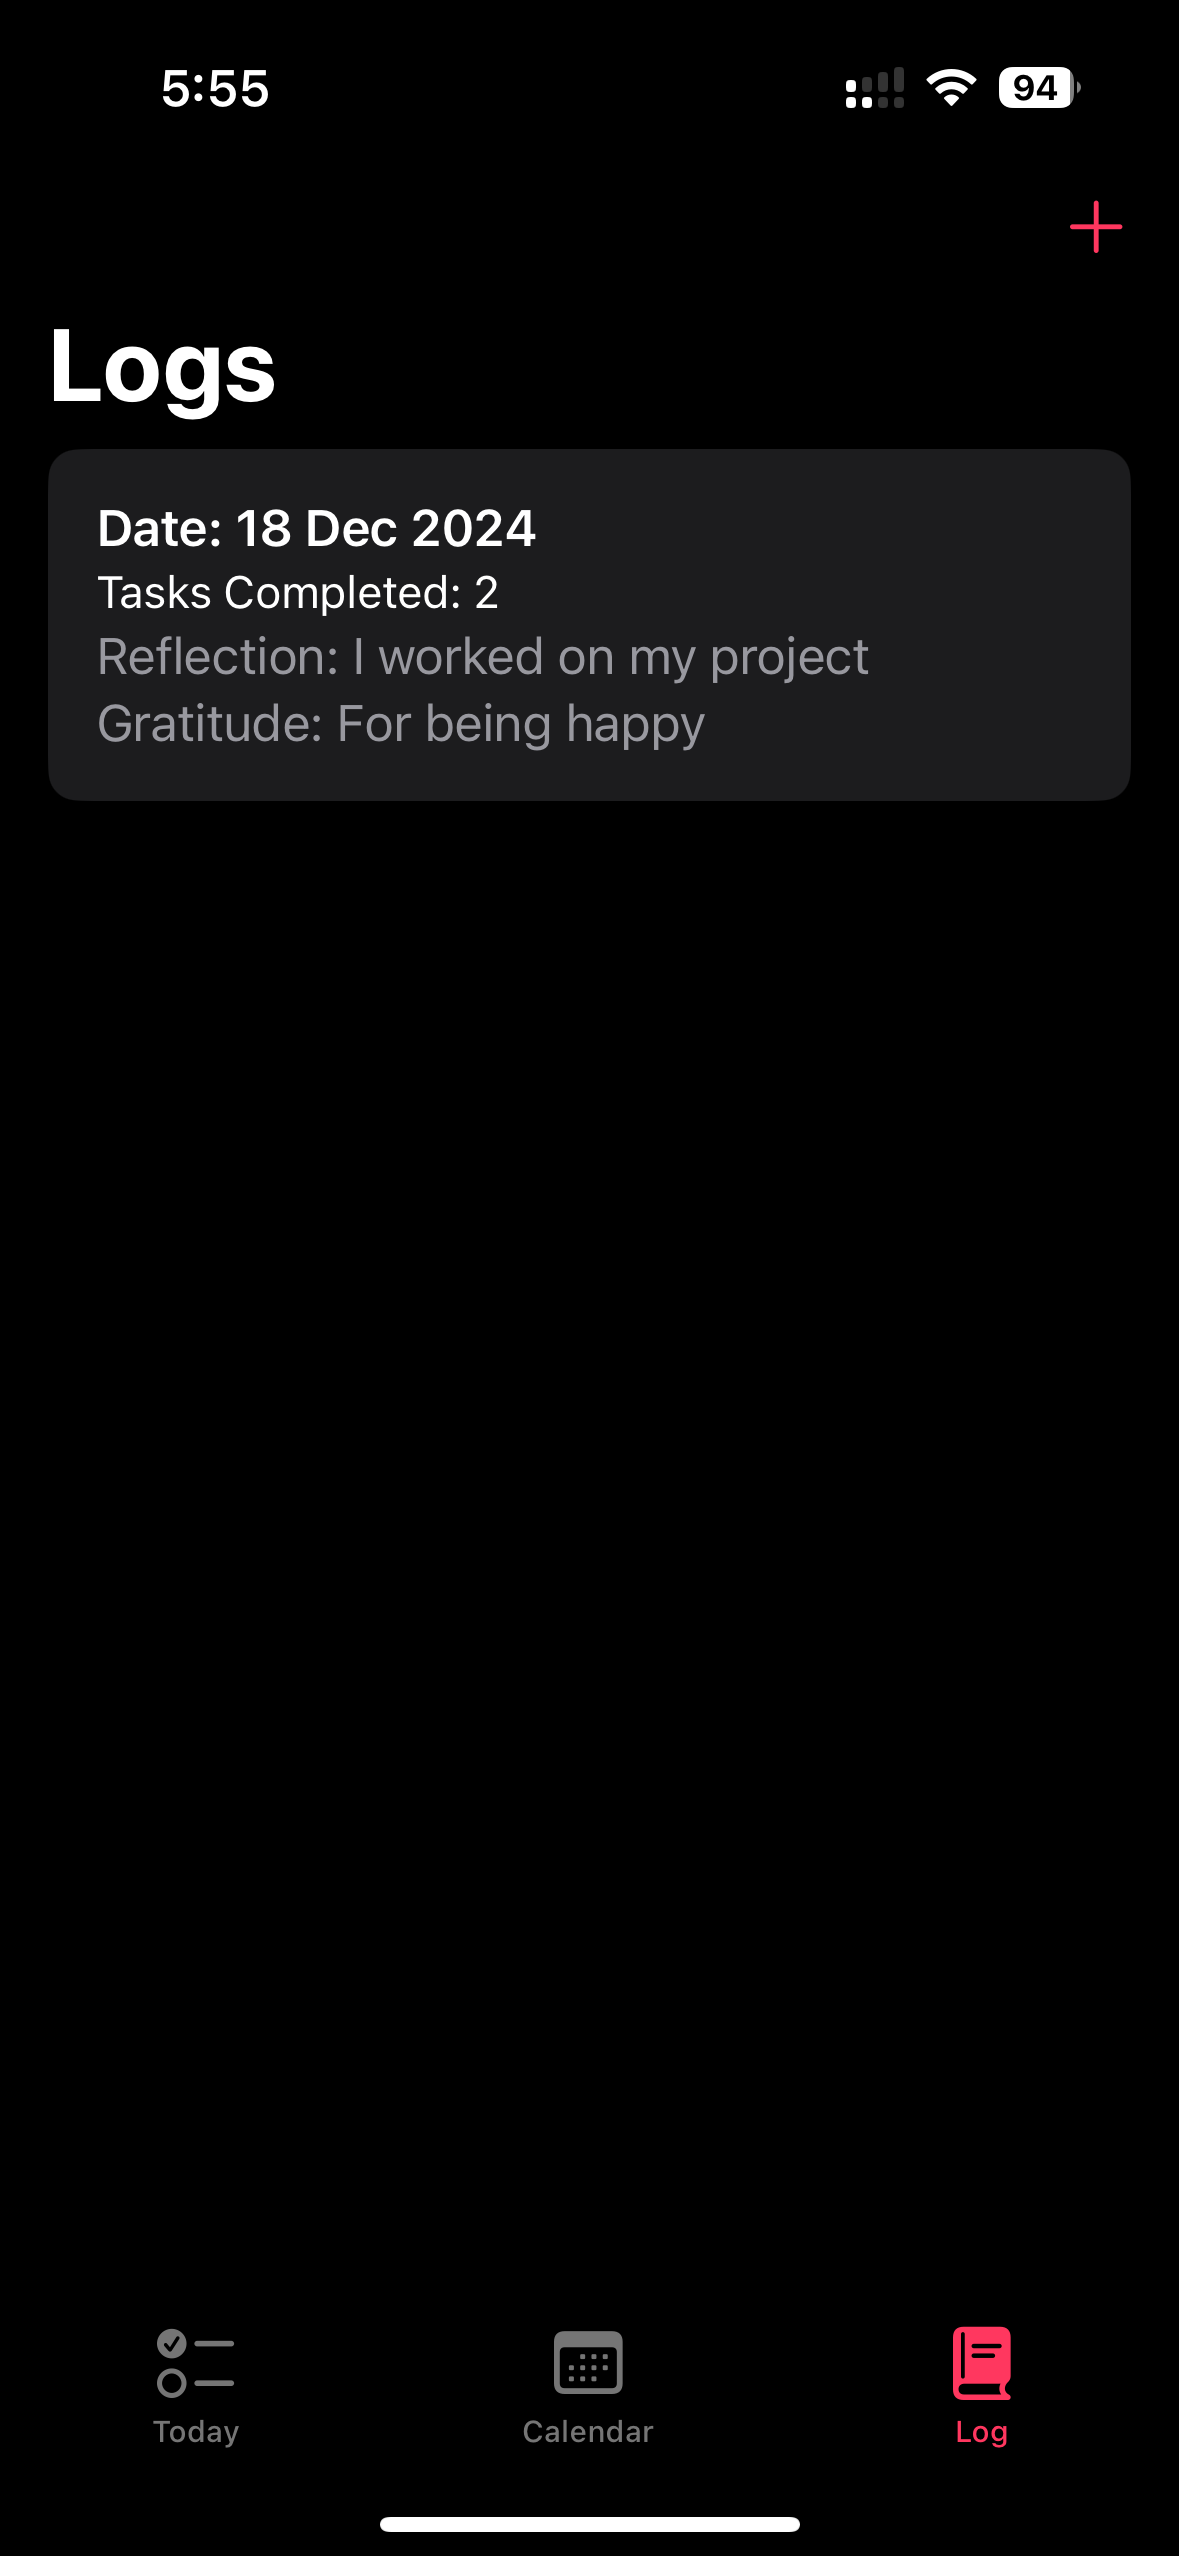 5:55
94
Logs
Date: 18 Dec 2024
Tasks Completed: 2
Reflection: I worked on my project
Gratitude: For being happy
Today
Calendar
Log